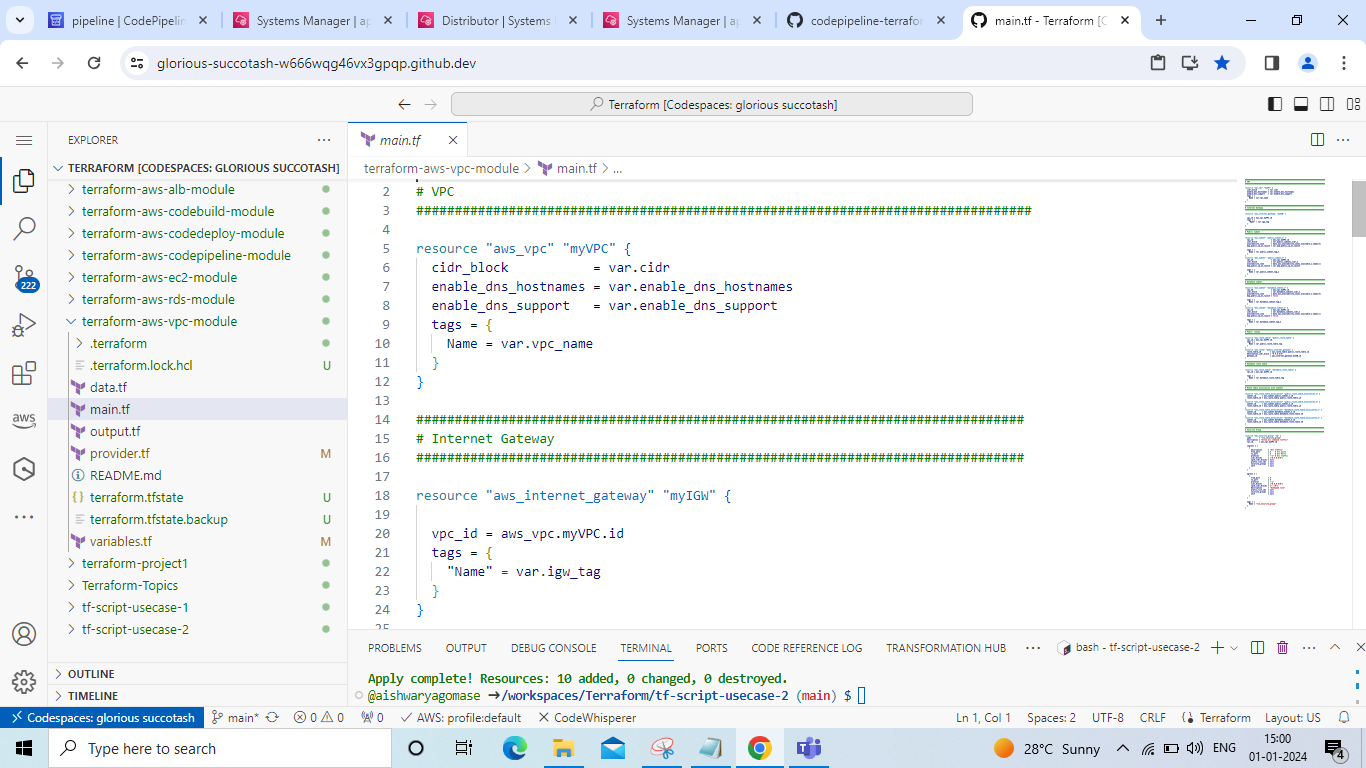 pipeline | CodePipelin
Systems Manager | ap
Distributor | Systems
Systems Manager | ap
codepipeline-terrafor
main.tf - Terraform [C
glorious-succotash-w666wqg46vx3gpqp.github.dev
Terraform [Codespaces: glorious succotash]
EXPLORER
TERRAFORM [CODESPACES: GLORIOUS SUCCOTASH]
terraform-aws-alb-module
terraform-aws-codebuild-module
terraform-aws-codedeploy-module
terraform-aws-codepipeline-module
terraform-aws-ec2-module
terraform-aws-rds-module
terraform-aws-vpc-module
.terraform
.terraform.lock.hcl U
data.tf
main.tf
output.tf
provider.tf M
README.md
terraform.tfstate U
terraform.tfstate.backup U
variables.tf M
terraform-project1
Terraform-Topics
tf-script-usecase-1
tf-script-usecase-2
OUTLINE
TIMELINE
222
aws
main.tf
terraform-aws-vpc-module > main.tf > ...
2 # VPC
3 ################################################################################
4
5 resource "aws_vpc" "myVPC" {
6 cidr_block = var.cidr
7 enable_dns_hostnames = var.enable_dns_hostnames
8 enable_dns_support = var.enable_dns_support
9 tags = {
10 Name = var.vpc_name
11 }
12 }
13
14 ###############################################################################
15 # Internet Gateway
16 ###############################################################################
17
18 resource "aws_internet_gateway" "myIGW" {
19
20 vpc_id = aws_vpc.myVPC.id
21 tags = {
22 "Name" = var.igw_tag
23 }
24 }
25
PROBLEMS OUTPUT DEBUG CONSOLE TERMINAL PORTS CODE REFERENCE LOG TRANSFORMATION HUB
bash - tf-script-usecase-2
Apply complete! Resources: 10 added, 0 changed, 0 destroyed.
@aishwaryagomase ➜/workspaces/Terraform/tf-script-usecase-2 (main) $
Codespaces: glorious succotash main* 0 0 0 AWS: profile:default CodeWhisperer Ln 1, Col 1 Spaces: 2 UTF-8 CRLF Terraform Layout: US
Type here to search
28°C Sunny
ENG
15:00
01-01-2024
4